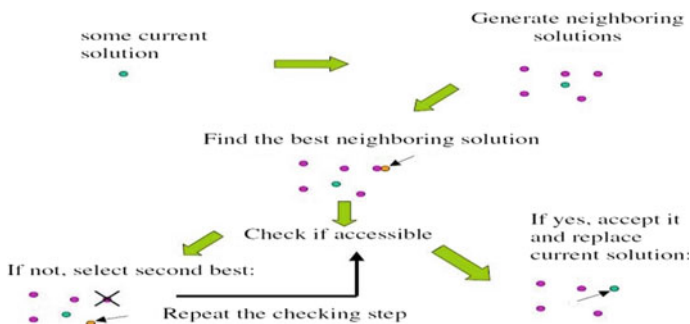 some current
solution
Generate neighboring
solutions
Find the best neighboring solution
Check if accessible
If yes, accept it
and replace
current solution:
If not, select second best:
Repeat the checking step